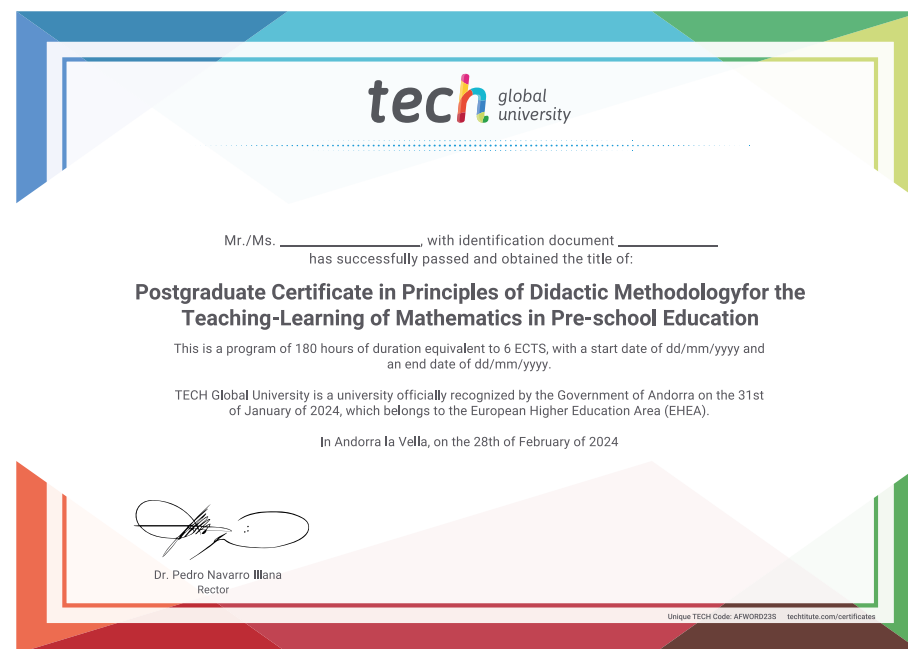 tech global university
Mr./Ms. ____________________, with identification document ______________
has successfully passed and obtained the title of:
Postgraduate Certificate in Principles of Didactic Methodologyfor the
Teaching-Learning of Mathematics in Pre-school Education
This is a program of 180 hours of duration equivalent to 6 ECTS, with a start date of dd/mm/yyyy and
an end date of dd/mm/yyyy.
TECH Global University is a university officially recognized by the Government of Andorra on the 31st
of January of 2024, which belongs to the European Higher Education Area (EHEA).
In Andorra la Vella, on the 28th of February of 2024
Dr. Pedro Navarro Illana
Rector
Unique TECH Code: AFWORD23S techtitute.com/certificates